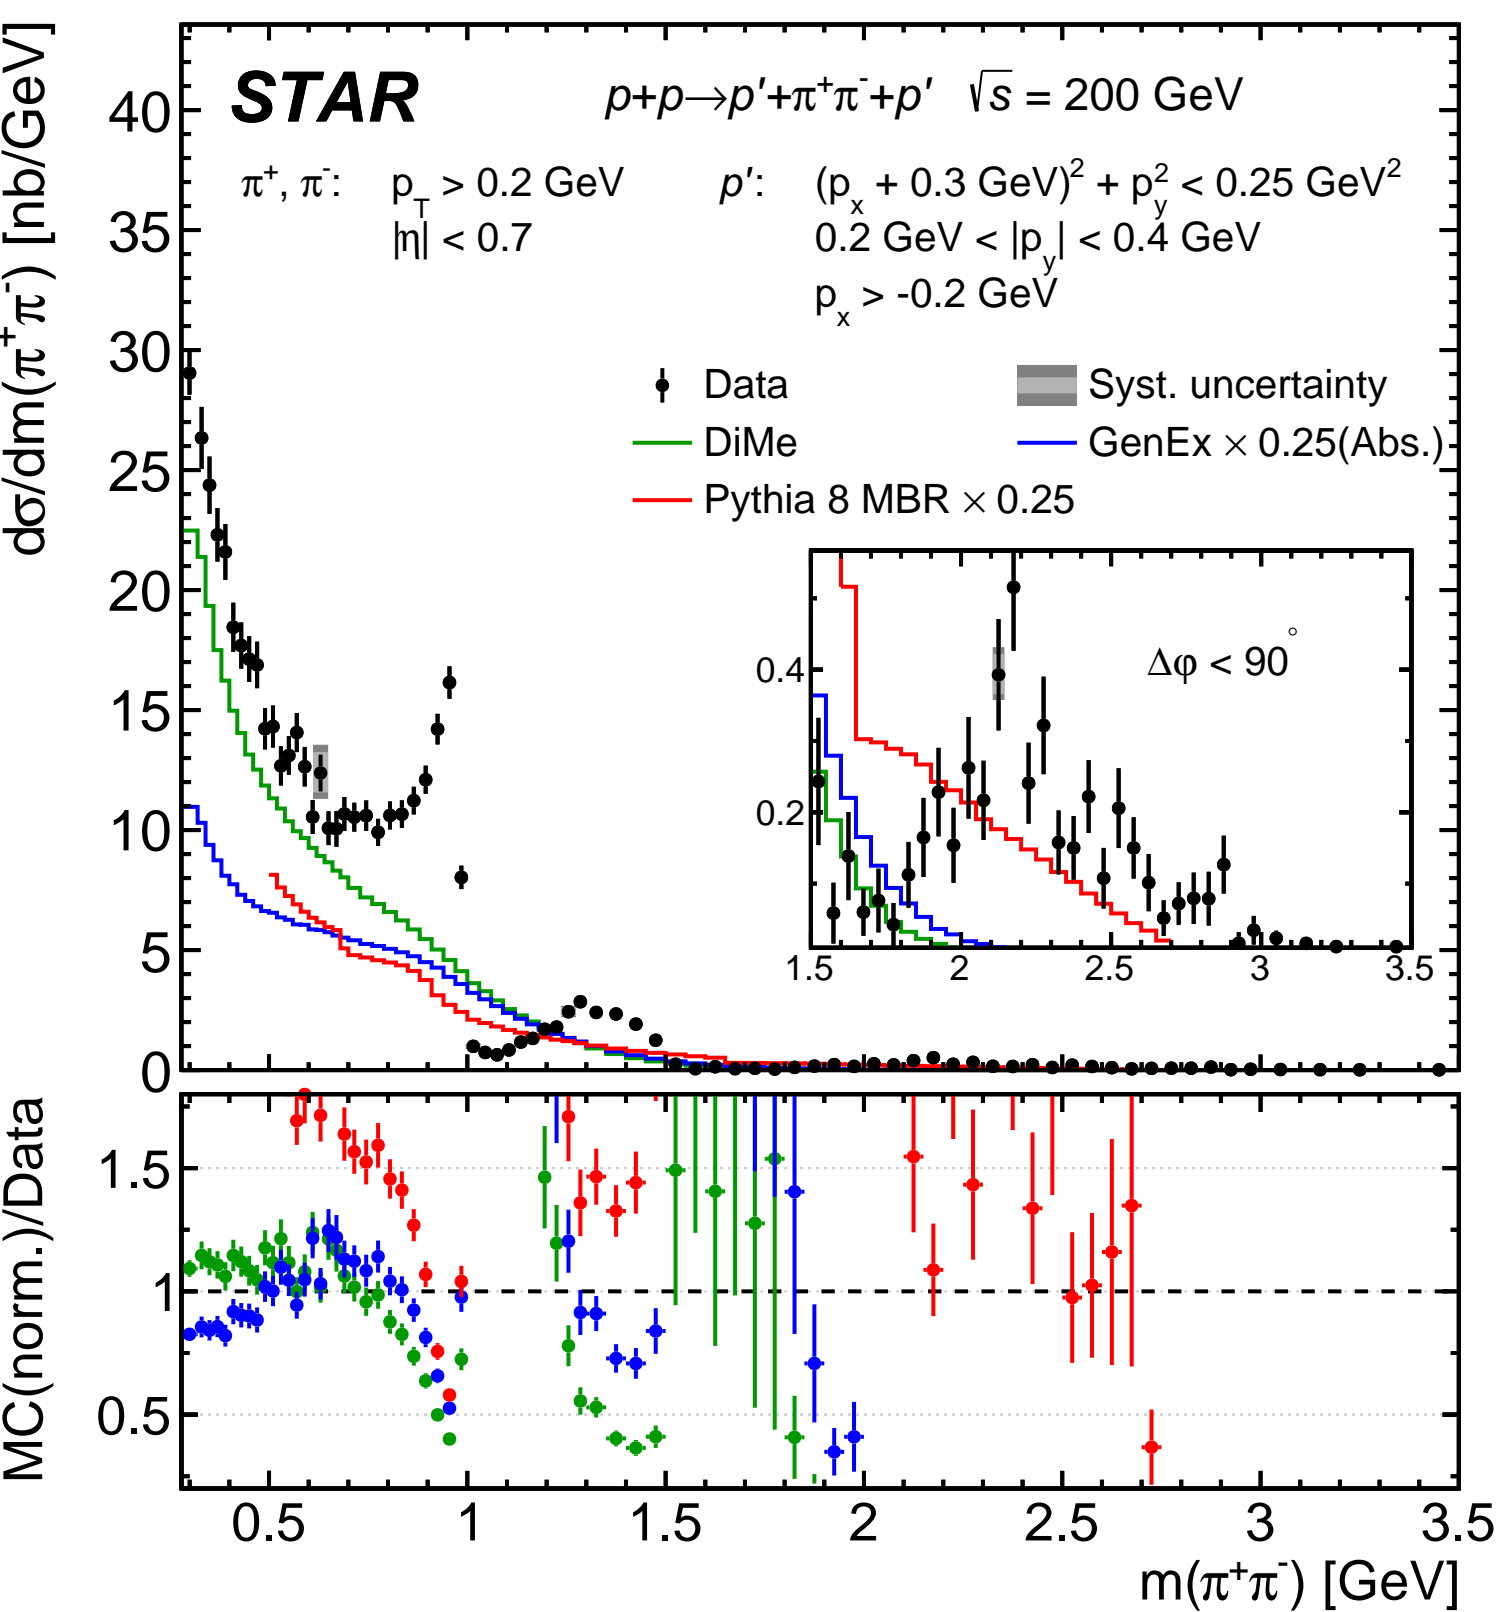 STAR
p+p→p′+π⁺π⁻+p′ √s = 200 GeV
π⁺, π⁻: p_T > 0.2 GeV p′: (p_x + 0.3 GeV)² + p_y² < 0.25 GeV²
|η| < 0.7 0.2 GeV < |p_y| < 0.4 GeV
p_x > -0.2 GeV
Data Syst. uncertainty
DiMe GenEx × 0.25(Abs.)
Pythia 8 MBR × 0.25
dσ/dm(π⁺π⁻) [nb/GeV]
40
35
30
25
20
15
10
5
0
Δφ < 90°
0.4
0.2
1.5 2 2.5 3 3.5
MC(norm.)/Data
1.5
1
0.5
0.5 1 1.5 2 2.5 3 3.5
m(π⁺π⁻) [GeV]